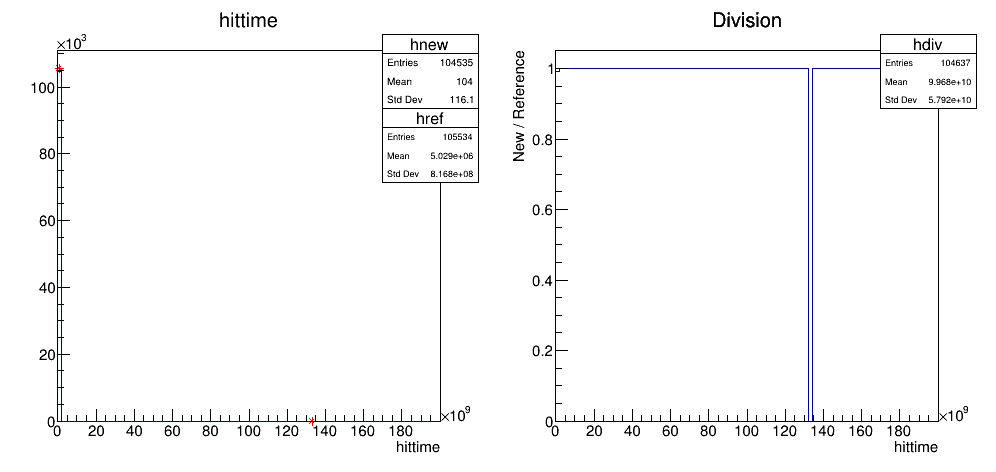 hittime
×10³
hnew
Entries 104535
Mean 104
Std Dev 116.1
href
Entries 105534
Mean 5.029e+06
Std Dev 8.168e+08
100
80
60
40
20
0
0 20 40 60 80 100 120 140 160 180
×10⁹
hittime
Division
hdiv
Entries 104637
Mean 9.968e+10
Std Dev 5.792e+10
New / Reference
1
0.8
0.6
0.4
0.2
0
0 20 40 60 80 100 120 140 160 180
×10⁹
hittime